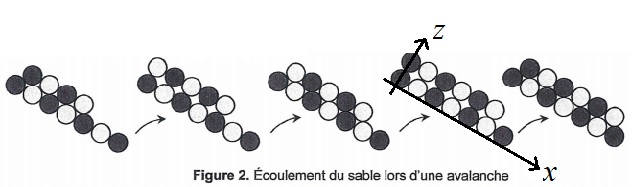 z
x
Figure 2. Écoulement du sable lors d'une avalanche